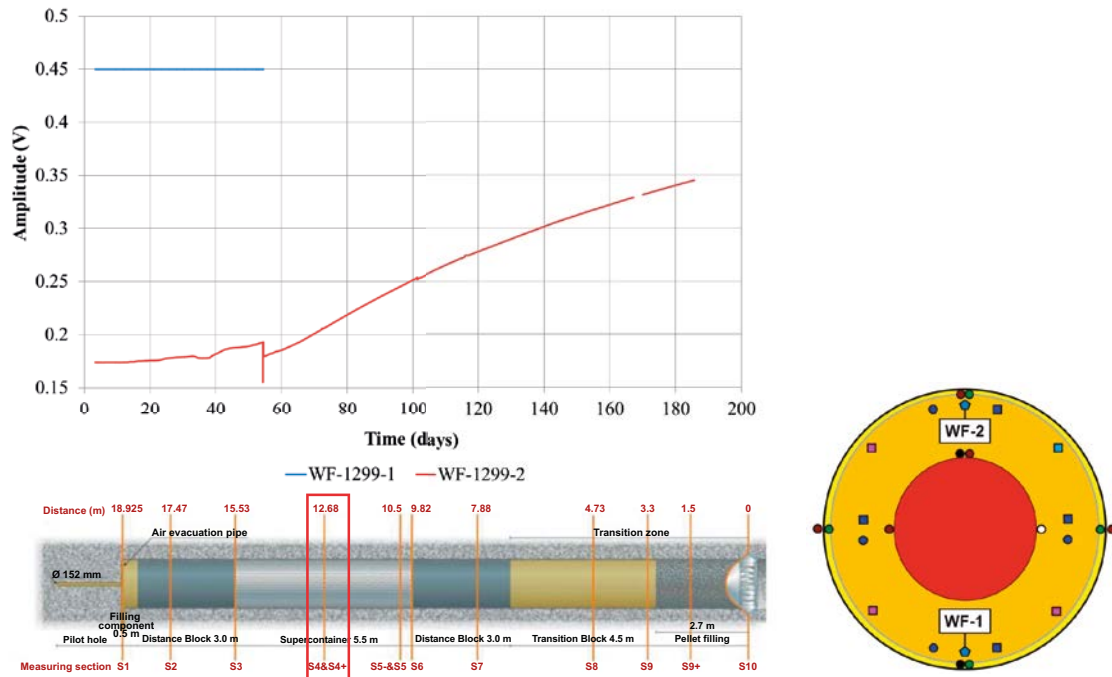 0.5
0.45
0.4
0.35
0.3
0.25
0.2
0.15
Amplitude (V)
0 20 40 60 80 100 120 140 160 180 200
Time (days)
WF-1299-1 WF-1299-2
Distance (m) 18.925 17.47 15.53 12.68 10.5 9.82 7.88 4.73 3.3 1.5 0
Air evacuation pipe Transition zone
Ø 152 mm
Filling
component
0.5 m 2.7 m
Pilot hole Distance Block 3.0 m Supercontainer 5.5 m Distance Block 3.0 m Transition Block 4.5 m Pellet filling
Measuring section S1 S2 S3 S4&S4+ S5-&S5 S6 S7 S8 S9 S9+ S10
WF-2
WF-1